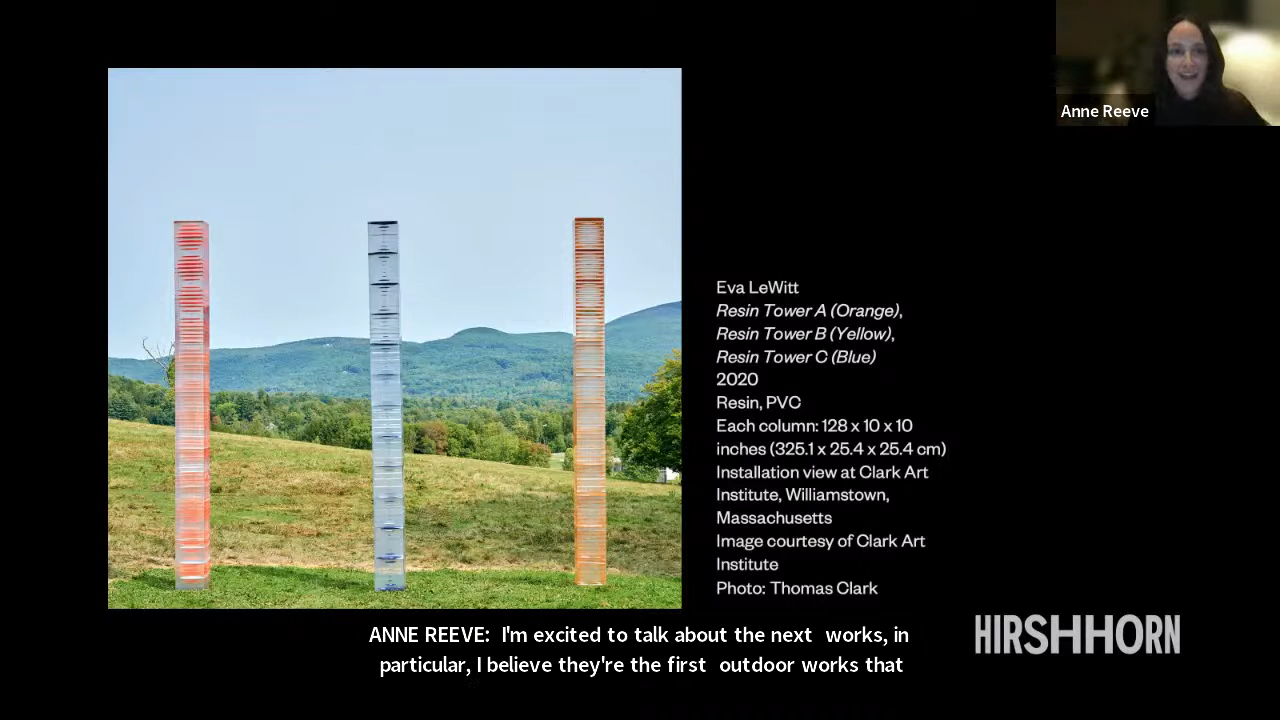 Anne Reeve
Eva LeWitt
Resin Tower A (Orange),
Resin Tower B (Yellow),
Resin Tower C (Blue)
2020
Resin, PVC
Each column: 128 x 10 x 10
inches (325.1 x 25.4 x 25.4 cm)
Installation view at Clark Art
Institute, Williamstown,
Massachusetts
Image courtesy of Clark Art
Institute
Photo: Thomas Clark
HIRSHHORN
ANNE REEVE: I'm excited to talk about the next works, in
particular, I believe they're the first outdoor works that